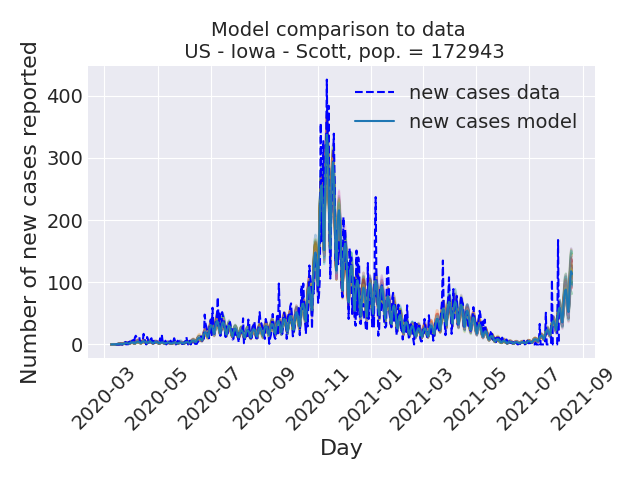 Model comparison to data
US - Iowa - Scott, pop. = 172943
Number of new cases reported
400
300
200
100
0
new cases data
new cases model
2020-03
2020-05
2020-07
2020-09
2020-11
2021-01
2021-03
2021-05
2021-07
2021-09
Day